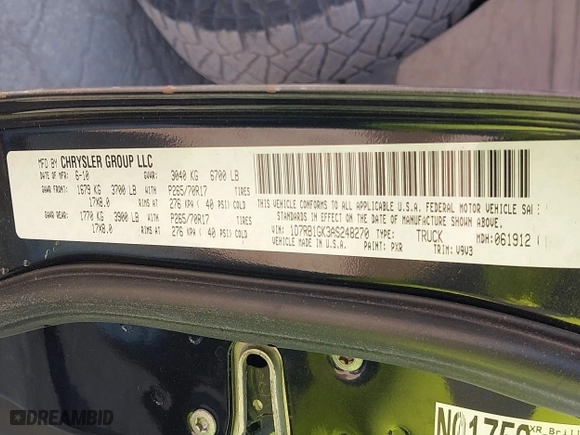 MFD BY CHRYSLER GROUP LLC
DATE OF MFR 6-10 GVWR 3040 KG 6700 LB
GAWR FRONT: 1679 KG 3700 LB WITH P265/70R17 TIRES
17X8.0 RIMS AT 276 KPA( 40 PSI) COLD
GAWR REAR: 1770 KG 3900 LB WITH P265/70R17 TIRES
17X8.0 RIMS AT 276 KPA( 40 PSI) COLD
THIS VEHICLE CONFORMS TO ALL APPLICABLE U.S.A. FEDERAL MOTOR VEHICLE
STANDARDS IN EFFECT ON THE DATE OF MANUFACTURE SHOWN ABOVE.
MANUFACTURED IN U.S.A.
VIN: 1D7RB1GK3AS248270 TYPE: TRUCK MDH: 061912
PAINT: PXR TRIM: V9V3
DREAMBID